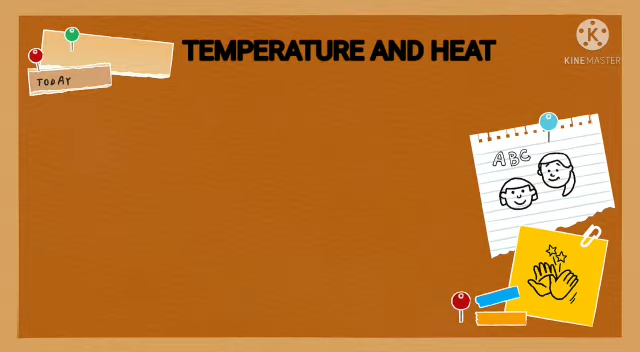 TEMPERATURE AND HEAT
K
KINEMASTER
TODAY
ABC